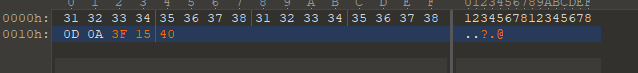 0 1 2 3 4 5 6 7 8 9 A B C D E F 0123456789ABCDEF
0000h: 31 32 33 34 35 36 37 38 31 32 33 34 35 36 37 38 1234567812345678
0010h: 0D 0A 3F 15 40 ..?.@